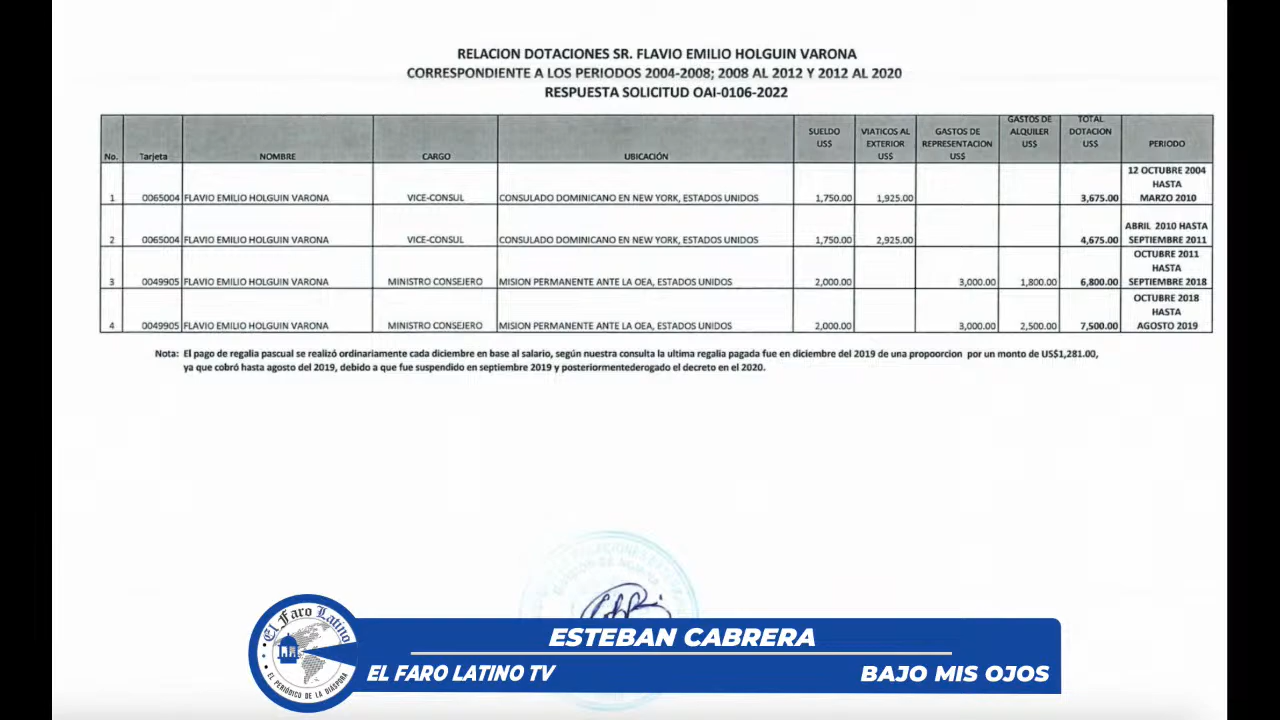 RELACION DOTACIONES SR. FLAVIO EMILIO HOLGUIN VARONA
CORRESPONDIENTE A LOS PERIODOS 2004-2008; 2008 AL 2012 Y 2012 AL 2020
RESPUESTA SOLICITUD OAI-0106-2022
No. Tarjeta NOMBRE CARGO UBICACIÓN SUELDO US$ VIATICOS AL EXTERIOR US$ GASTOS DE REPRESENTACION US$ GASTOS DE ALQUILER US$ TOTAL DOTACION US$ PERIODO
1 0065004 FLAVIO EMILIO HOLGUIN VARONA VICE-CONSUL CONSULADO DOMINICANO EN NEW YORK, ESTADOS UNIDOS 1,750.00 1,925.00 3,675.00 12 OCTUBRE 2004 HASTA MARZO 2010
2 0065004 FLAVIO EMILIO HOLGUIN VARONA VICE-CONSUL CONSULADO DOMINICANO EN NEW YORK, ESTADOS UNIDOS 1,750.00 2,925.00 4,675.00 ABRIL 2010 HASTA SEPTIEMBRE 2011
3 0049905 FLAVIO EMILIO HOLGUIN VARONA MINISTRO CONSEJERO MISION PERMANENTE ANTE LA OEA, ESTADOS UNIDOS 2,000.00 3,000.00 1,800.00 6,800.00 OCTUBRE 2011 HASTA SEPTIEMBRE 2018
4 0049905 FLAVIO EMILIO HOLGUIN VARONA MINISTRO CONSEJERO MISION PERMANENTE ANTE LA OEA, ESTADOS UNIDOS 2,000.00 3,000.00 2,500.00 7,500.00 OCTUBRE 2018 HASTA AGOSTO 2019
Nota: El pago de regalia pascual se realizó ordinariamente cada diciembre en base al salario, según nuestra consulta la ultima regalia pagada fue en diciembre del 2019 de una propoorcion por un monto de US$1,281.00,
ya que cobró hasta agosto del 2019, debido a que fue suspendido en septiembre 2019 y posteriormentederogado el decreto en el 2020.
El Faro Latino
EL PERIÓDICO DE LA DIÁSPORA
ESTEBAN CABRERA
EL FARO LATINO TV
BAJO MIS OJOS